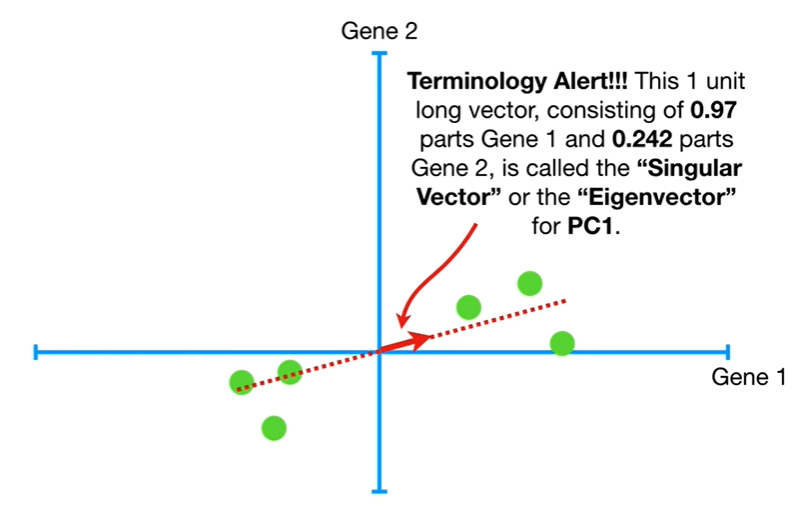 Gene 2
Terminology Alert!!! This 1 unit
long vector, consisting of 0.97
parts Gene 1 and 0.242 parts
Gene 2, is called the “Singular
Vector” or the “Eigenvector”
for PC1.
Gene 1